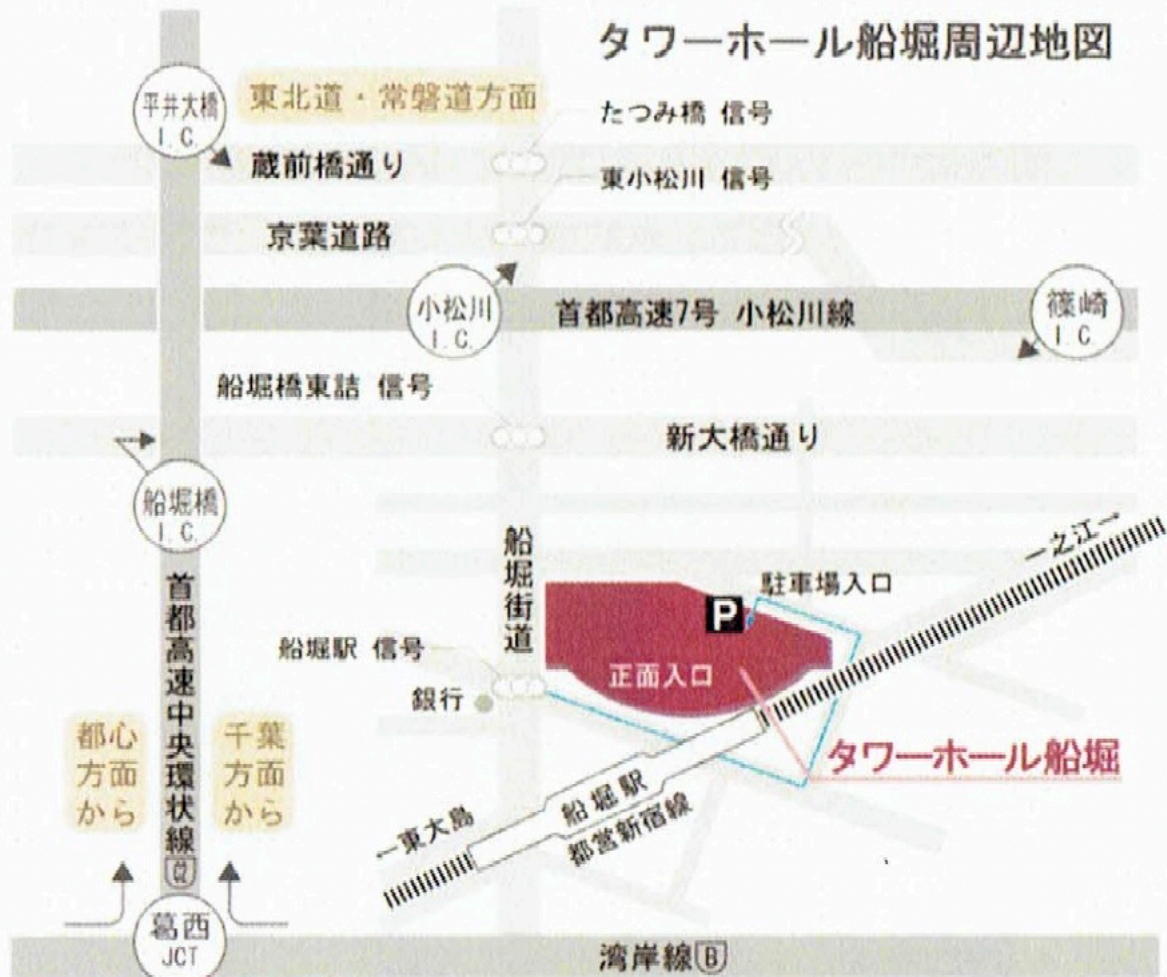 タワーホール船堀周辺地図
平井大橋
I.C.
東北道・常磐道方面
たつみ橋 信号
蔵前橋通り
東小松川 信号
京葉道路
小松川
I.C.
首都高速7号 小松川線
篠崎
I.C.
船堀橋東詰 信号
新大橋通り
船堀橋
I.C.
船堀街道
一之江→
駐車場入口
P
船堀駅 信号
正面入口
銀行
首都高速中央環状線
C2
都心
方面
から
千葉
方面
から
タワーホール船堀
船堀駅
都営新宿線
←東大島
葛西
JCT
湾岸線 B